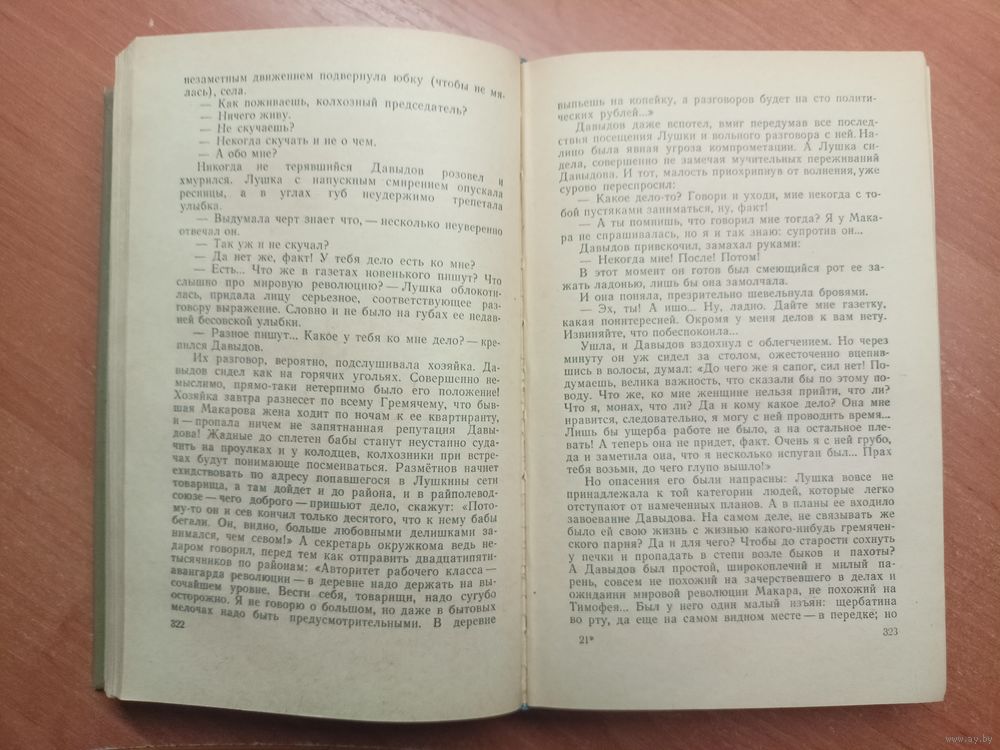 незаметным движением подвернула юбку (чтобы не мя-
лась), села.
— Как поживаешь, колхозный председатель?
— Ничего живу.
— Не скучаешь?
— Некогда скучать и не о чем.
— А обо мне?
Никогда не терявшийся Давыдов розовел и
хмурился. Лушка с напускным смирением опускала
ресницы, а в углах губ неудержимо трепетала
улыбка.
— Выдумала черт знает что, — несколько неуверенно
отвечал он.
— Так уж и не скучал?
— Да нет же, факт! У тебя дело есть ко мне?
— Есть... Что же в газетах новенького пишут? Что
слышно про мировую революцию? — Лушка облокоти-
лась, придала лицу серьезное, соответствующее раз-
говору выражение. Словно и не было на губах ее недав-
ней бесовской улыбки.
— Разное пишут... Какое у тебя ко мне дело? — кре-
пился Давыдов.
Их разговор, вероятно, подслушивала хозяйка. Да-
выдов сидел как на горячих угольях. Совершенно не-
мыслимо, прямо-таки нетерпимо было его положение!
Хозяйка завтра разнесет по всему Гремячему, что быв-
шая Макарова жена ходит по ночам к ее квартиранту,
и — пропала ничем не запятнанная репутация Давы-
дова! Жадные до сплетен бабы станут неустанно суда-
чить на проулках и у колодцев, колхозники при встре-
чах будут понимающе посмеиваться. Размётнов начнет
ехидствовать по адресу попавшегося в Лушкины сети
товарища, а там дойдет и до района, и в райполевод-
союзе — чего доброго — пришьют дело, скажут: «Пото-
му-то он и сев кончил только десятого, что к нему бабы
бегали. Он, видно, больше любовными делишками за-
нимался, чем севом!» А секретарь окружкома ведь не-
даром говорил, перед тем как отправить двадцатипяти-
тысячников по районам: «Авторитет рабочего класса —
авангарда революции — в деревне надо держать на вы-
сочайшем уровне. Вести себя, товарищи, надо сугубо
осторожно. Я не говорю о большом, но даже в бытовых
мелочах надо быть предусмотрительными. В деревне
322
выпьешь на копейку, а разговоров будет на сто полити-
ческих рублей...»
Давыдов даже вспотел, вмиг передумав все послед-
ствия посещения Лушки и вольного разговора с ней. На-
лицо была явная угроза компрометации. А Лушка си-
дела, совершенно не замечая мучительных переживаний
Давыдова. И тот, малость прихрипнув от волнения, уже
сурово переспросил:
— Какое дело-то? Говори и уходи, мне некогда с то-
бой пустяками заниматься, ну, факт!
— А ты помнишь, что говорил мне тогда? Я у Мака-
ра не спрашивалась, но я и так знаю: супротив он...
Давыдов привскочил, замахал руками:
— Некогда мне! После! Потом!
В этот момент он готов был смеющийся рот ее за-
жать ладонью, лишь бы она замолчала.
И она поняла, презрительно шевельнула бровями.
— Эх, ты! А ишо... Ну, ладно. Дайте мне газетку,
какая поинтересней. Окромя у меня делов к вам нету.
Извиняйте, что побеспокоила...
Ушла, и Давыдов вздохнул с облегчением. Но через
минуту он уж сидел за столом, ожесточенно вцепив-
шись в волосы, думал: «До чего же я сапог, сил нет! По-
думаешь, велика важность, что сказали бы по этому по-
воду. Что же, ко мне женщине нельзя прийти, что ли?
Что я, монах, что ли? Да и кому какое дело? Она мне
нравится, следовательно, я могу с ней проводить время...
Лишь бы ущерба работе не было, а на остальное пле-
вать! А теперь она не придет, факт. Очень я с ней грубо,
да и заметила она, что я несколько испуган был... Прах
тебя возьми, до чего глупо вышло!»
Но опасения его были напрасны: Лушка вовсе не
принадлежала к той категории людей, которые легко
отступают от намеченных планов. А в планы ее входило
завоевание Давыдова. На самом деле, не связывать же
было ей свою жизнь с жизнью какого-нибудь гремячен-
ского парня? Да и для чего? Чтобы до старости сохнуть
у печки и пропадать в степи возле быков и пахоты?
А Давыдов был простой, широкоплечий и милый па-
рень, совсем не похожий на зачерствевшего в делах и
ожидании мировой революции Макара, не похожий на
Тимофея... Был у него один малый изъян: щербатина
во рту, да еще на самом видном месте — в передке; но
21*
323
www.ay.by